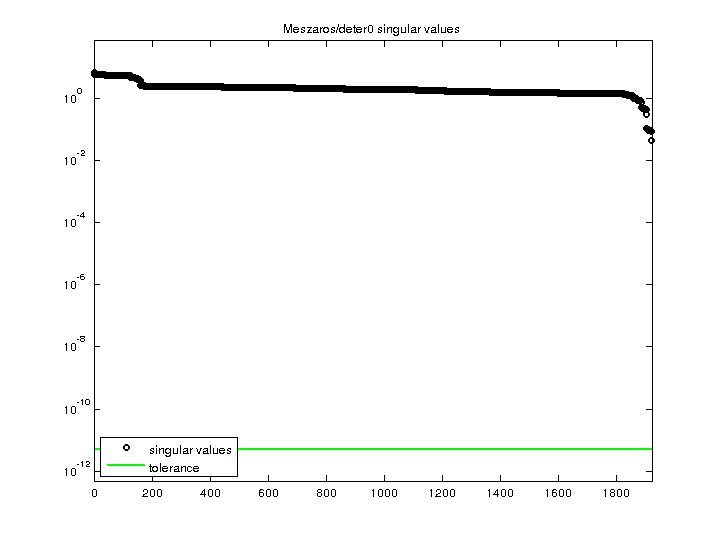 Meszaros/deter0 singular values
10^0
10^-2
10^-4
10^-6
10^-8
10^-10
10^-12
singular values
tolerance
0 200 400 600 800 1000 1200 1400 1600 1800